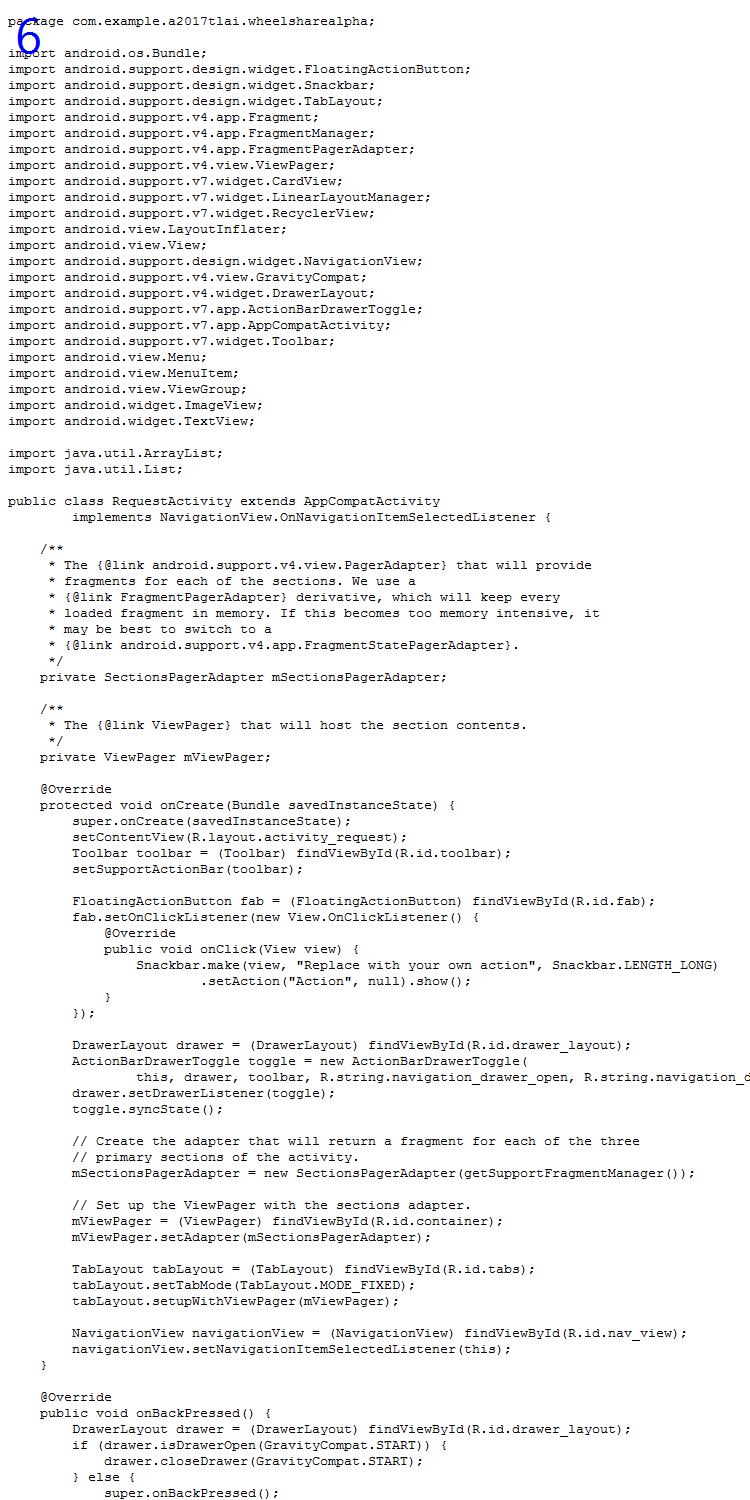 package com.example.a2017tlai.wheelsharealpha;
6
import android.os.Bundle;
import android.support.design.widget.FloatingActionButton;
import android.support.design.widget.Snackbar;
import android.support.design.widget.TabLayout;
import android.support.v4.app.Fragment;
import android.support.v4.app.FragmentManager;
import android.support.v4.app.FragmentPagerAdapter;
import android.support.v4.view.ViewPager;
import android.support.v7.widget.CardView;
import android.support.v7.widget.LinearLayoutManager;
import android.support.v7.widget.RecyclerView;
import android.view.LayoutInflater;
import android.view.View;
import android.support.design.widget.NavigationView;
import android.support.v4.view.GravityCompat;
import android.support.v4.widget.DrawerLayout;
import android.support.v7.app.ActionBarDrawerToggle;
import android.support.v7.app.AppCompatActivity;
import android.support.v7.widget.Toolbar;
import android.view.Menu;
import android.view.MenuItem;
import android.view.ViewGroup;
import android.widget.ImageView;
import android.widget.TextView;

import java.util.ArrayList;
import java.util.List;

public class RequestActivity extends AppCompatActivity
        implements NavigationView.OnNavigationItemSelectedListener {

    /**
     * The {@link android.support.v4.view.PagerAdapter} that will provide
     * fragments for each of the sections. We use a
     * {@link FragmentPagerAdapter} derivative, which will keep every
     * loaded fragment in memory. If this becomes too memory intensive, it
     * may be best to switch to a
     * {@link android.support.v4.app.FragmentStatePagerAdapter}.
     */
    private SectionsPagerAdapter mSectionsPagerAdapter;

    /**
     * The {@link ViewPager} that will host the section contents.
     */
    private ViewPager mViewPager;

    @Override
    protected void onCreate(Bundle savedInstanceState) {
        super.onCreate(savedInstanceState);
        setContentView(R.layout.activity_request);
        Toolbar toolbar = (Toolbar) findViewById(R.id.toolbar);
        setSupportActionBar(toolbar);

        FloatingActionButton fab = (FloatingActionButton) findViewById(R.id.fab);
        fab.setOnClickListener(new View.OnClickListener() {
            @Override
            public void onClick(View view) {
                Snackbar.make(view, "Replace with your own action", Snackbar.LENGTH_LONG)
                        .setAction("Action", null).show();
            }
        });

        DrawerLayout drawer = (DrawerLayout) findViewById(R.id.drawer_layout);
        ActionBarDrawerToggle toggle = new ActionBarDrawerToggle(
                this, drawer, toolbar, R.string.navigation_drawer_open, R.string.navigation_d
        drawer.setDrawerListener(toggle);
        toggle.syncState();

        // Create the adapter that will return a fragment for each of the three
        // primary sections of the activity.
        mSectionsPagerAdapter = new SectionsPagerAdapter(getSupportFragmentManager());

        // Set up the ViewPager with the sections adapter.
        mViewPager = (ViewPager) findViewById(R.id.container);
        mViewPager.setAdapter(mSectionsPagerAdapter);

        TabLayout tabLayout = (TabLayout) findViewById(R.id.tabs);
        tabLayout.setTabMode(TabLayout.MODE_FIXED);
        tabLayout.setupWithViewPager(mViewPager);

        NavigationView navigationView = (NavigationView) findViewById(R.id.nav_view);
        navigationView.setNavigationItemSelectedListener(this);
    }

    @Override
    public void onBackPressed() {
        DrawerLayout drawer = (DrawerLayout) findViewById(R.id.drawer_layout);
        if (drawer.isDrawerOpen(GravityCompat.START)) {
            drawer.closeDrawer(GravityCompat.START);
        } else {
            super.onBackPressed();